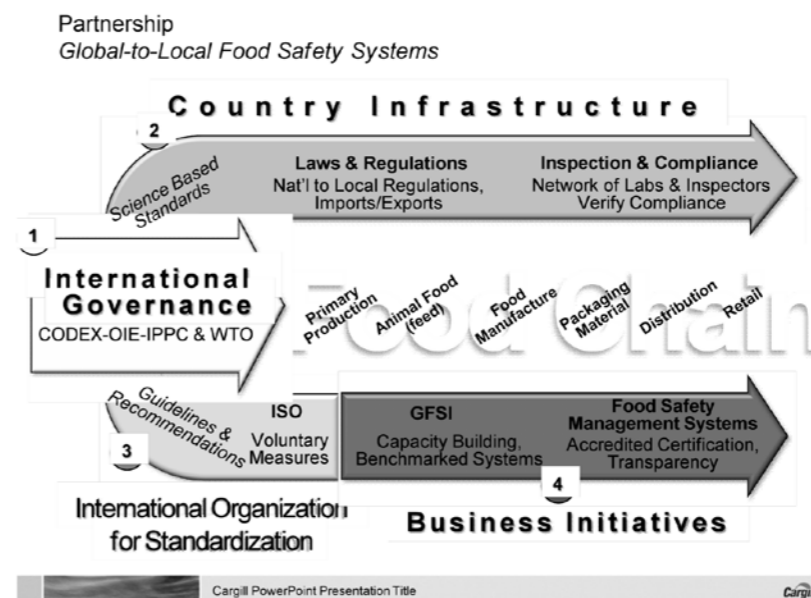 Partnership
Global-to-Local Food Safety Systems
Country Infrastructure
2
Science Based
Standards
Laws & Regulations
Nat'l to Local Regulations,
Imports/Exports
Inspection & Compliance
Network of Labs & Inspectors
Verify Compliance
1
International
Governance
CODEX-OIE-IPPC & WTO
Food Chain
Primary
Production
Animal Food
(feed)
Food
Manufacture
Packaging
Material
Distribution
Retail
Guidelines &
Recommendations
3
ISO
Voluntary
Measures
GFSI
Capacity Building,
Benchmarked Systems
Food Safety
Management Systems
Accredited Certification,
Transparency
4
International Organization
for Standardization
Business Initiatives
Cargill PowerPoint Presentation Title